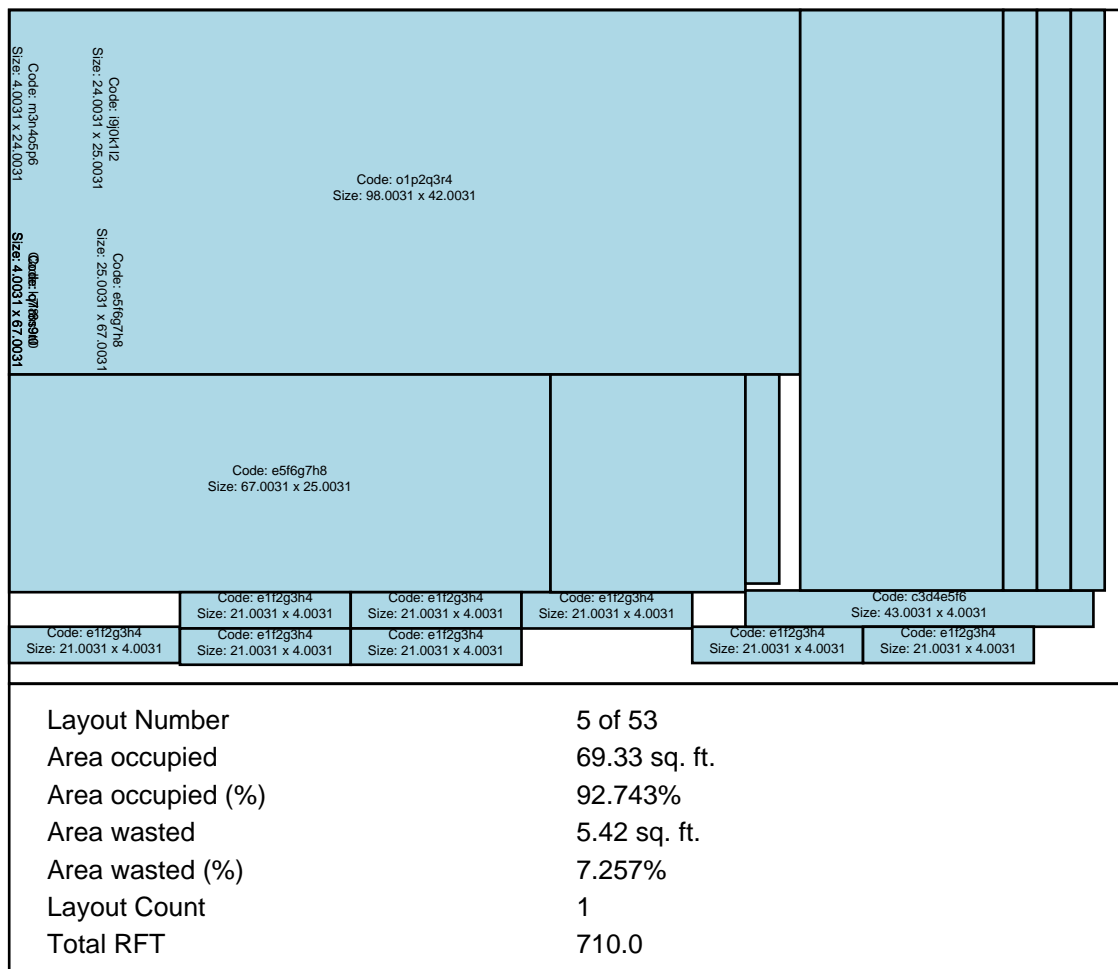 Code: m3n4o5p6
Size: 4.0031 x 24.0031
Code: i9j0k1l2
Size: 24.0031 x 25.0031
Code: o1p2q3r4
Size: 98.0031 x 42.0031
Code:
Size: 4.0031 x 67.0031
Code: e5f6g7h8
Size: 25.0031 x 67.0031
Code: e5f6g7h8
Size: 67.0031 x 25.0031
Code: e1f2g3h4
Size: 21.0031 x 4.0031
Code: e1f2g3h4
Size: 21.0031 x 4.0031
Code: e1f2g3h4
Size: 21.0031 x 4.0031
Code: c3d4e5f6
Size: 43.0031 x 4.0031
Code: e1f2g3h4
Size: 21.0031 x 4.0031
Code: e1f2g3h4
Size: 21.0031 x 4.0031
Code: e1f2g3h4
Size: 21.0031 x 4.0031
Code: e1f2g3h4
Size: 21.0031 x 4.0031
Code: e1f2g3h4
Size: 21.0031 x 4.0031
Layout Number 5 of 53
Area occupied 69.33 sq. ft.
Area occupied (%) 92.743%
Area wasted 5.42 sq. ft.
Area wasted (%) 7.257%
Layout Count 1
Total RFT 710.0